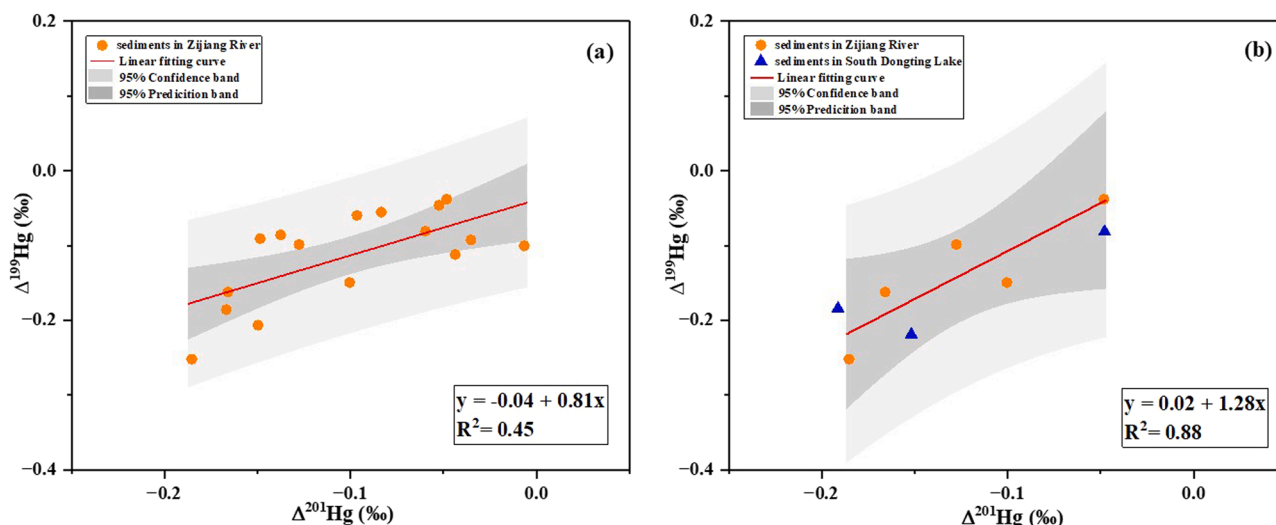 0.2
0.0
−0.2
−0.4
Δ¹⁹⁹Hg (‰)
sediments in Zijiang River
Linear fitting curve
95% Confidence band
95% Predicition band
(a)
y = -0.04 + 0.81x
R²= 0.45
−0.2
−0.1
0.0
Δ²⁰¹Hg (‰)
0.2
0.0
−0.2
−0.4
Δ¹⁹⁹Hg (‰)
sediments in Zijiang River
sediments in South Dongting Lake
Linear fitting curve
95% Confidence band
95% Predicition band
(b)
y = 0.02 + 1.28x
R²= 0.88
−0.2
−0.1
0.0
Δ²⁰¹Hg (‰)